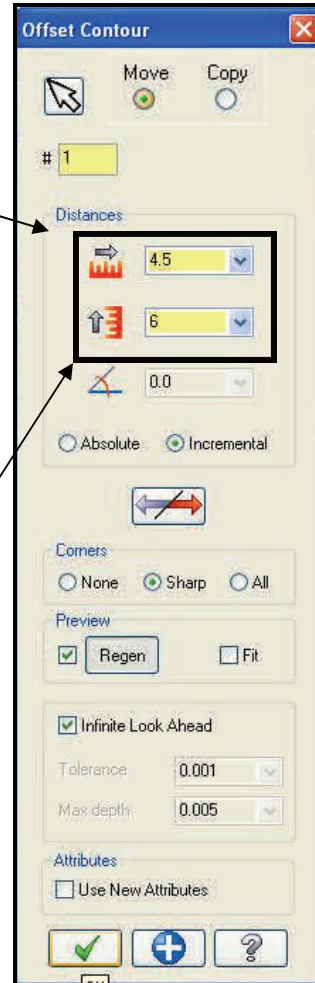 Offset Contour
Move Copy
# 1
Distances
4.5
6
0.0
Absolute Incremental
Corners
None Sharp All
Preview
Regen Fit
Infinite Look Ahead
Tolerance 0.001
Max depth 0.005
Attributes
Use New Attributes